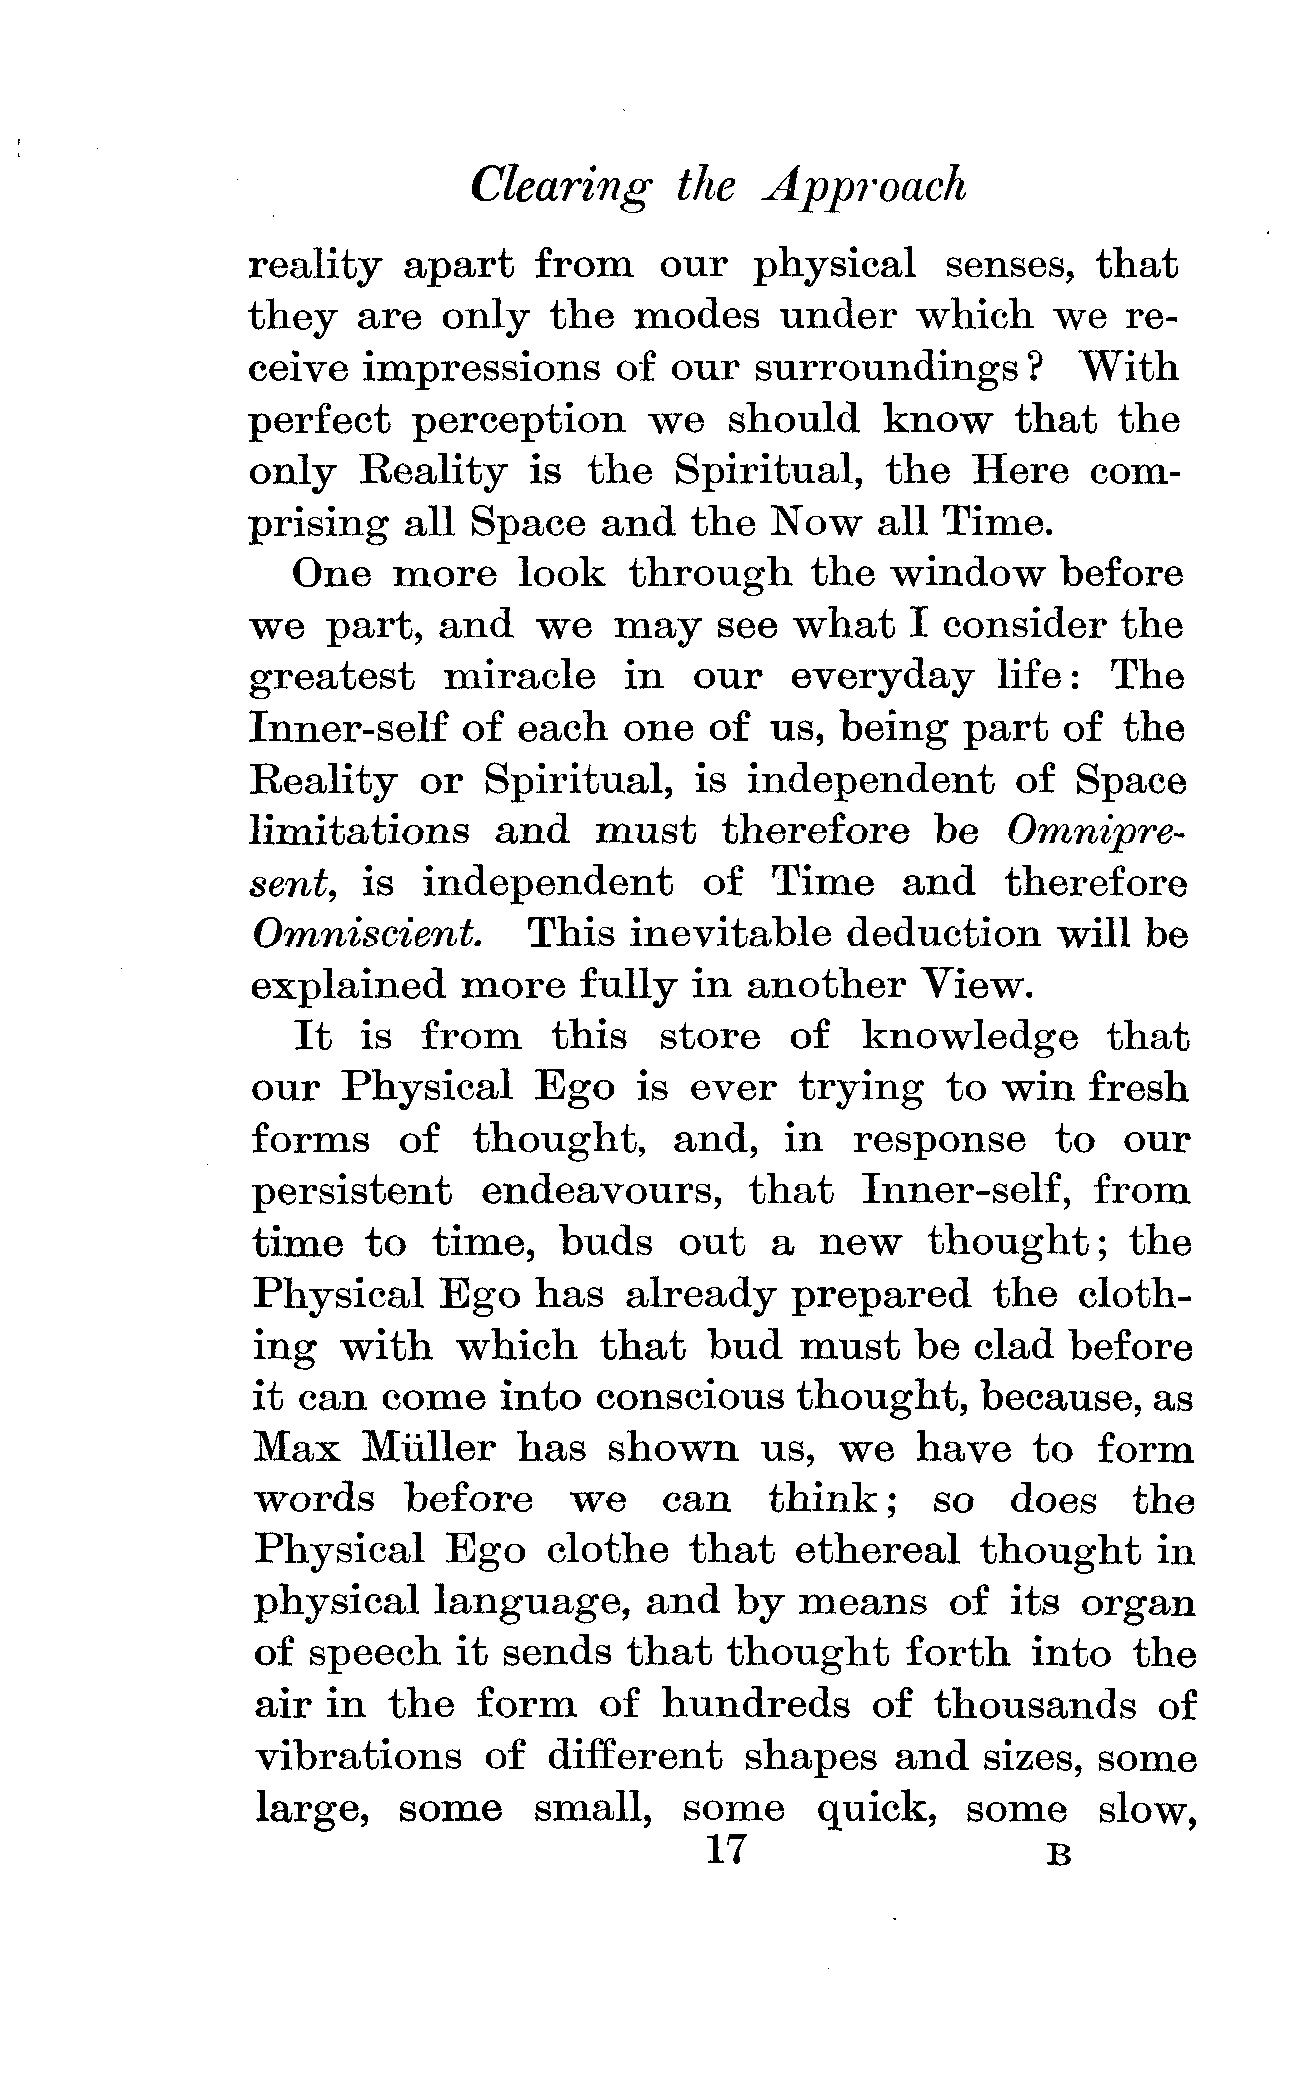 Clearing the Approach
reality apart from our physical senses, that
they are only the modes under which we re-
ceive impressions of our surroundings? With
perfect perception we should know that the
only Reality is the Spiritual, the Here com-
prising all Space and the Now all Time.
One more look through the window before
we part, and we may see what I consider the
greatest miracle in our everyday life: The
Inner-self of each one of us, being part of the
Reality or Spiritual, is independent of Space
limitations and must therefore be Omnipre-
sent, is independent of Time and therefore
Omniscient. This inevitable deduction will be
explained more fully in another View.
It is from this store of knowledge that
our Physical Ego is ever trying to win fresh
forms of thought, and, in response to our
persistent endeavours, that Inner-self, from
time to time, buds out a new thought; the
Physical Ego has already prepared the cloth-
ing with which that bud must be clad before
it can come into conscious thought, because, as
Max Müller has shown us, we have to form
words before we can think; so does the
Physical Ego clothe that ethereal thought in
physical language, and by means of its organ
of speech it sends that thought forth into the
air in the form of hundreds of thousands of
vibrations of different shapes and sizes, some
large, some small, some quick, some slow,
17 B